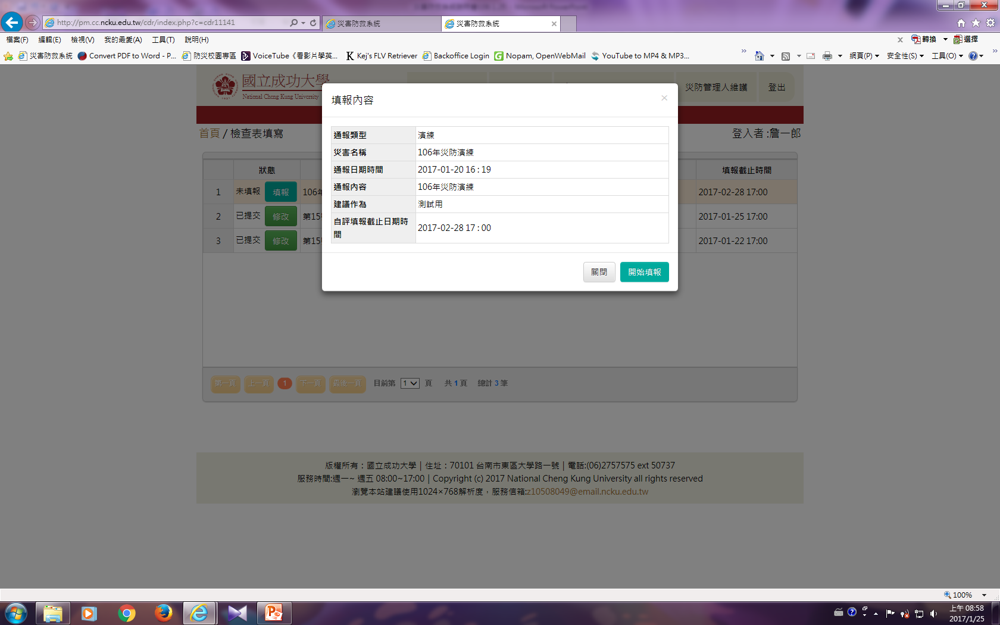 http://pm.cc.ncku.edu.tw/cdr/index.php?c=cdr11141
災害防救系統
災害防救系統
檔案(F) 編輯(E) 檢視(V) 我的最愛(A) 工具(T) 說明(H)
轉換 選擇
災害防救系統 Convert PDF to Word - P... 防災校園專區 VoiceTube《看影片學英... Kej's FLV Retriever Backoffice Login Nopam, OpenWebMail YouTube to MP4 & MP3...
網頁(P) 安全性(S) 工具(O)
國立成功大學
National Cheng Kung University
災防管理人維護 登出
首頁 / 檢查表填寫
登入者 :詹一郎
填報內容 ×
通報類型 演練
災害名稱 106年災防演練
通報日期時間 2017-01-20 16 : 19
通報內容 106年災防演練
建議作為 測試用
自評填報截止日期時間 2017-02-28 17 : 00
關閉 開始填報
狀態 填報截止時間
1 未填報 填報 106年 2017-02-28 17:00
2 已提交 修改 第15 2017-01-25 17:00
3 已提交 修改 第15 2017-01-22 17:00
第一頁 上一頁 1 下一頁 最後一頁 目前第 1 頁 共 1 頁 總計 3 筆
版權所有：國立成功大學 | 住址：70101 台南市東區大學路一號 | 電話:(06)2757575 ext 50737
服務時間:週一~ 週五 08:00~17:00 | Copyright (c) 2017 National Cheng Kung University all rights reserved
瀏覽本站建議使用1024×768解析度，服務信箱:z10508049@email.ncku.edu.tw
100%
上午 08:58
2017/1/25